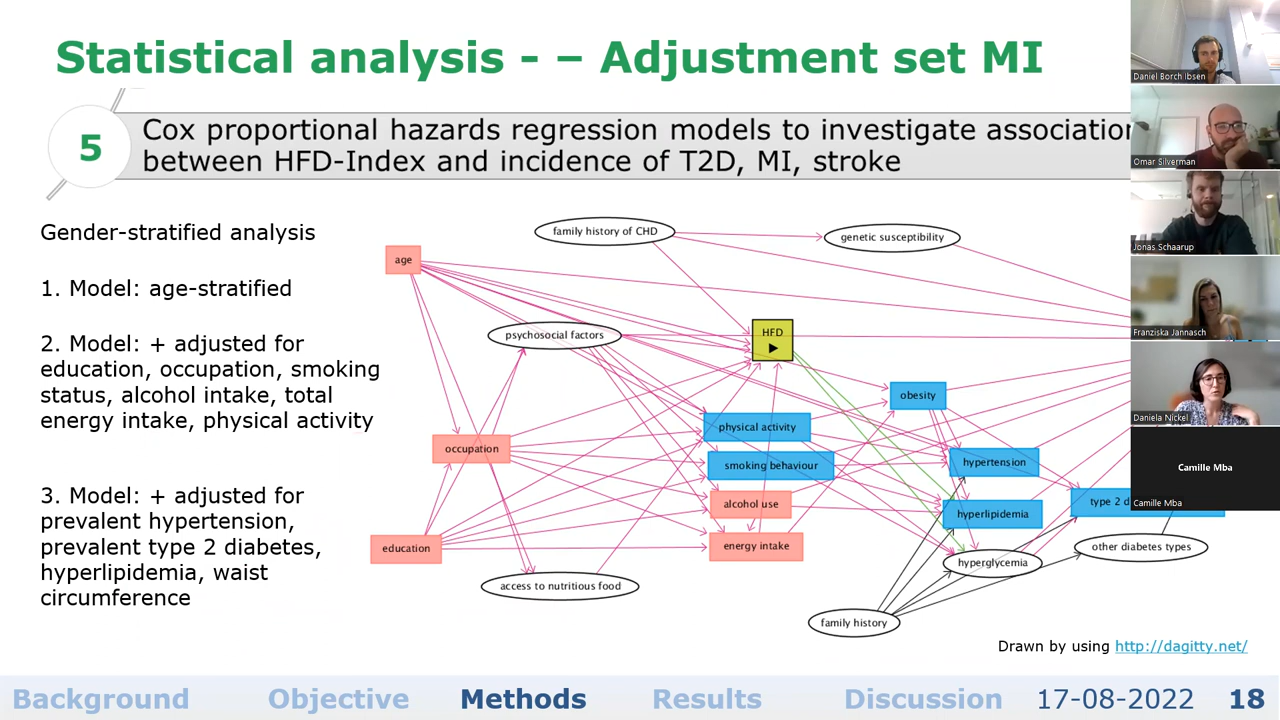 Statistical analysis - – Adjustment set MI
5
Cox proportional hazards regression models to investigate association
between HFD-Index and incidence of T2D, MI, stroke
Gender-stratified analysis
1. Model: age-stratified
2. Model: + adjusted for
education, occupation, smoking
status, alcohol intake, total
energy intake, physical activity
3. Model: + adjusted for
prevalent hypertension,
prevalent type 2 diabetes,
hyperlipidemia, waist
circumference
family history of CHD
genetic susceptibility
age
psychosocial factors
HFD
obesity
physical activity
occupation
smoking behaviour
hypertension
alcohol use
type 2 d
hyperlipidemia
education
energy intake
other diabetes types
hyperglycemia
access to nutritious food
family history
Drawn by using http://dagitty.net/
Background Objective Methods Results Discussion 17-08-2022 18
Daniel Borch Ibsen
Omar Silverman
Jonas Schaarup
Franziska Jannasch
Daniela Nickel
Camille Mba
Camille Mba